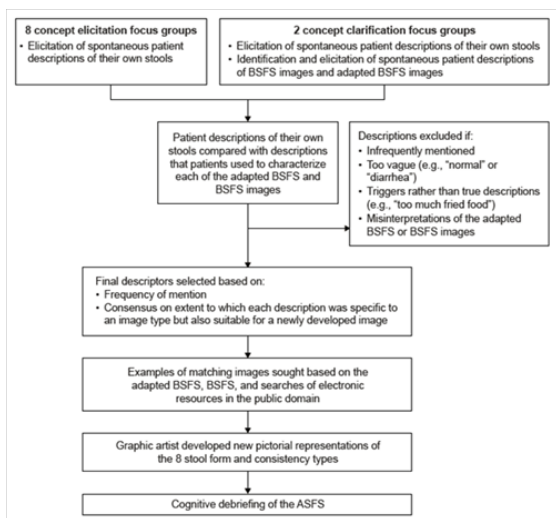 8 concept elicitation focus groups
• Elicitation of spontaneous patient
descriptions of their own stools
2 concept clarification focus groups
• Elicitation of spontaneous patient descriptions of their own stools
• Identification and elicitation of spontaneous patient descriptions
of BSFS images and adapted BSFS images
Patient descriptions of their own
stools compared with descriptions
that patients used to characterize
each of the adapted BSFS and
BSFS images
Descriptions excluded if:
• Infrequently mentioned
• Too vague (e.g., “normal” or
“diarrhea”)
• Triggers rather than true descriptions
(e.g., “too much fried food”)
• Misinterpretations of the adapted
BSFS or BSFS images
Final descriptors selected based on:
• Frequency of mention
• Consensus on extent to which each description was specific to
an image type but also suitable for a newly developed image
Examples of matching images sought based on the
adapted BSFS, BSFS, and searches of electronic
resources in the public domain
Graphic artist developed new pictorial representations of
the 8 stool form and consistency types
Cognitive debriefing of the ASFS